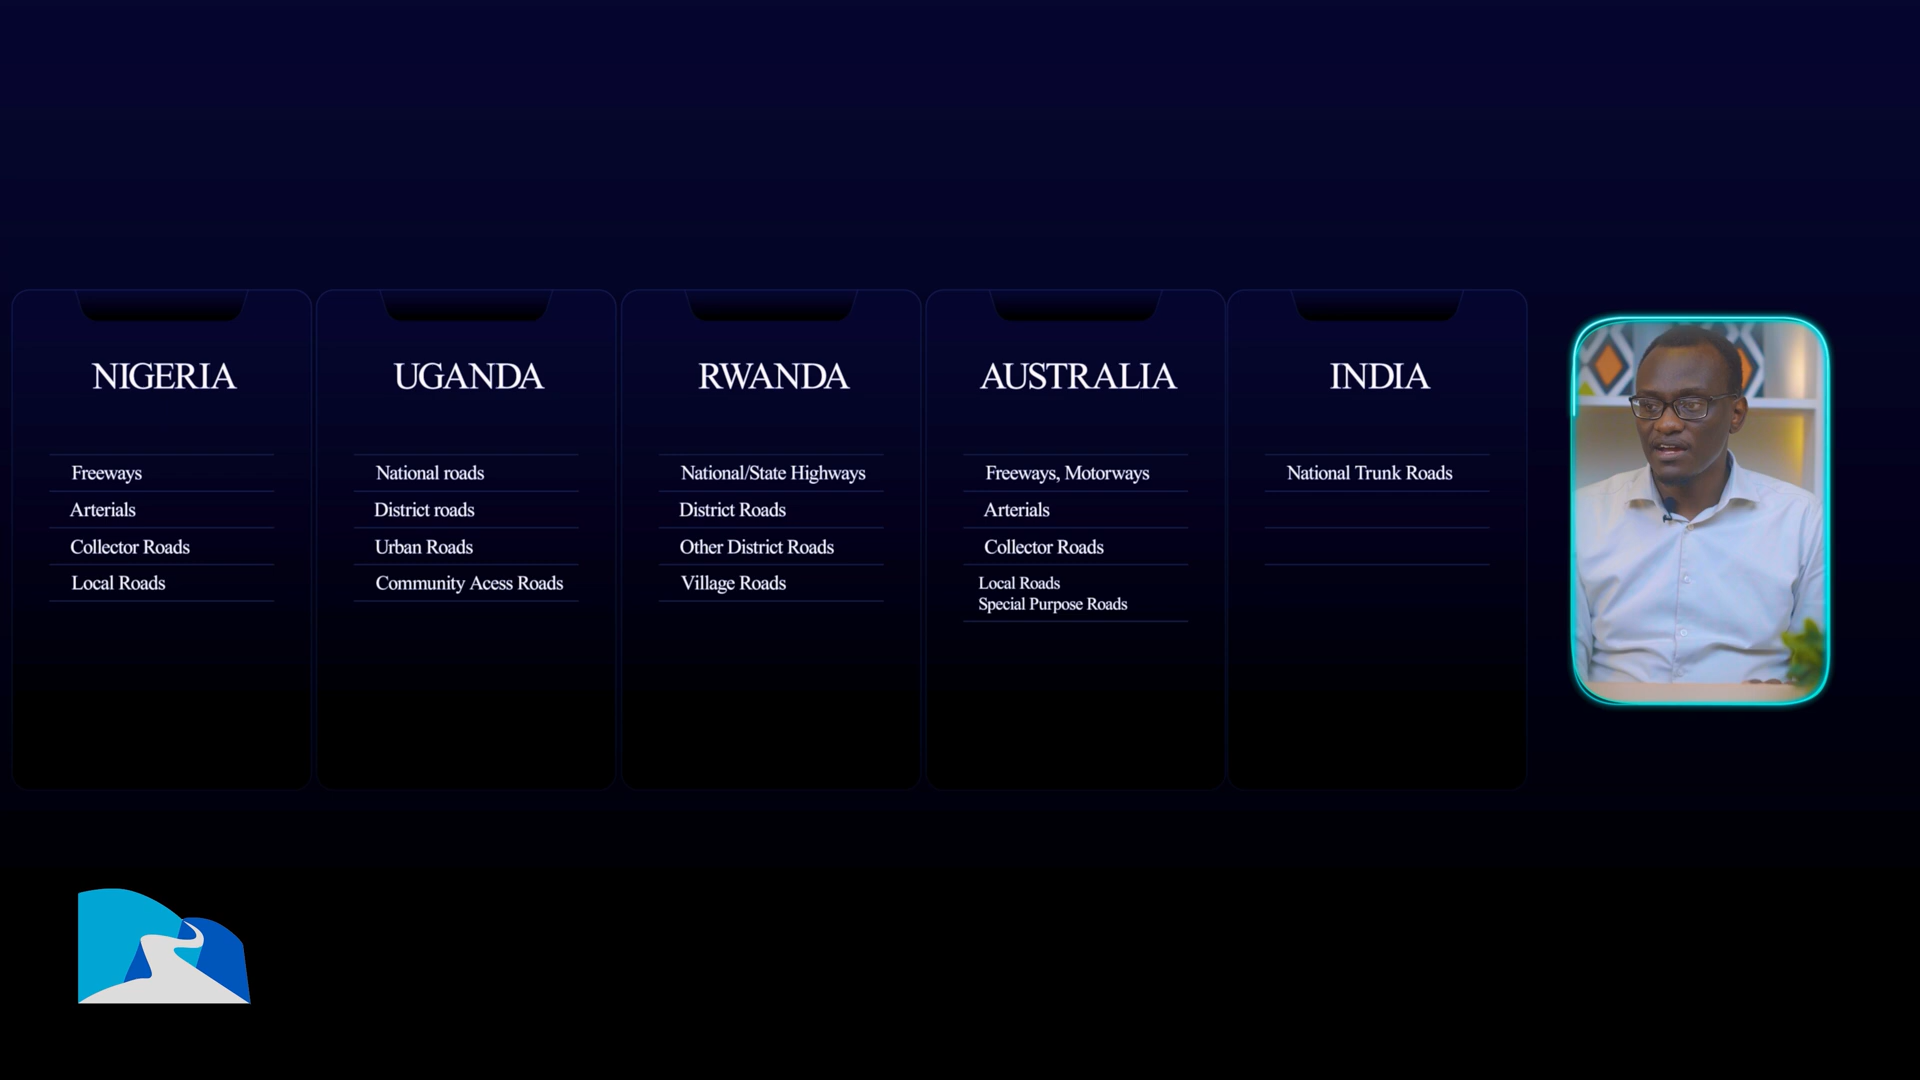 NIGERIA
Freeways
Arterials
Collector Roads
Local Roads
UGANDA
National roads
District roads
Urban Roads
Community Acess Roads
RWANDA
National/State Highways
District Roads
Other District Roads
Village Roads
AUSTRALIA
Freeways, Motorways
Arterials
Collector Roads
Local Roads
Special Purpose Roads
INDIA
National Trunk Roads